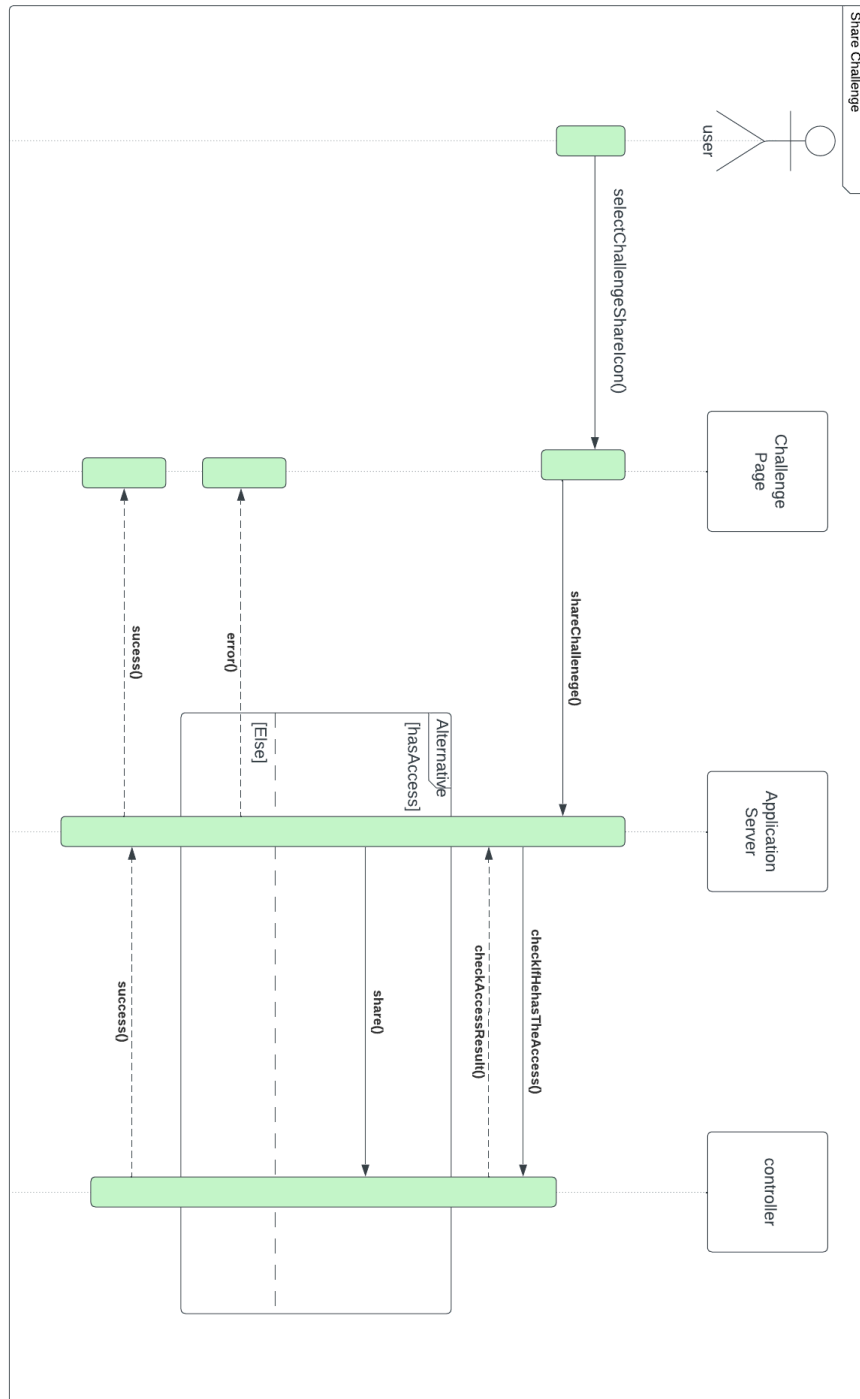 Share Challenge
user
Challenge
Page
Application
Server
controller
selectChallengeShareIcon()
shareChallenege()
checkIfHehasTheAccess()
checkAccessResult()
Alternative
[hasAccess]
share()
[Else]
error()
sucess()
success()